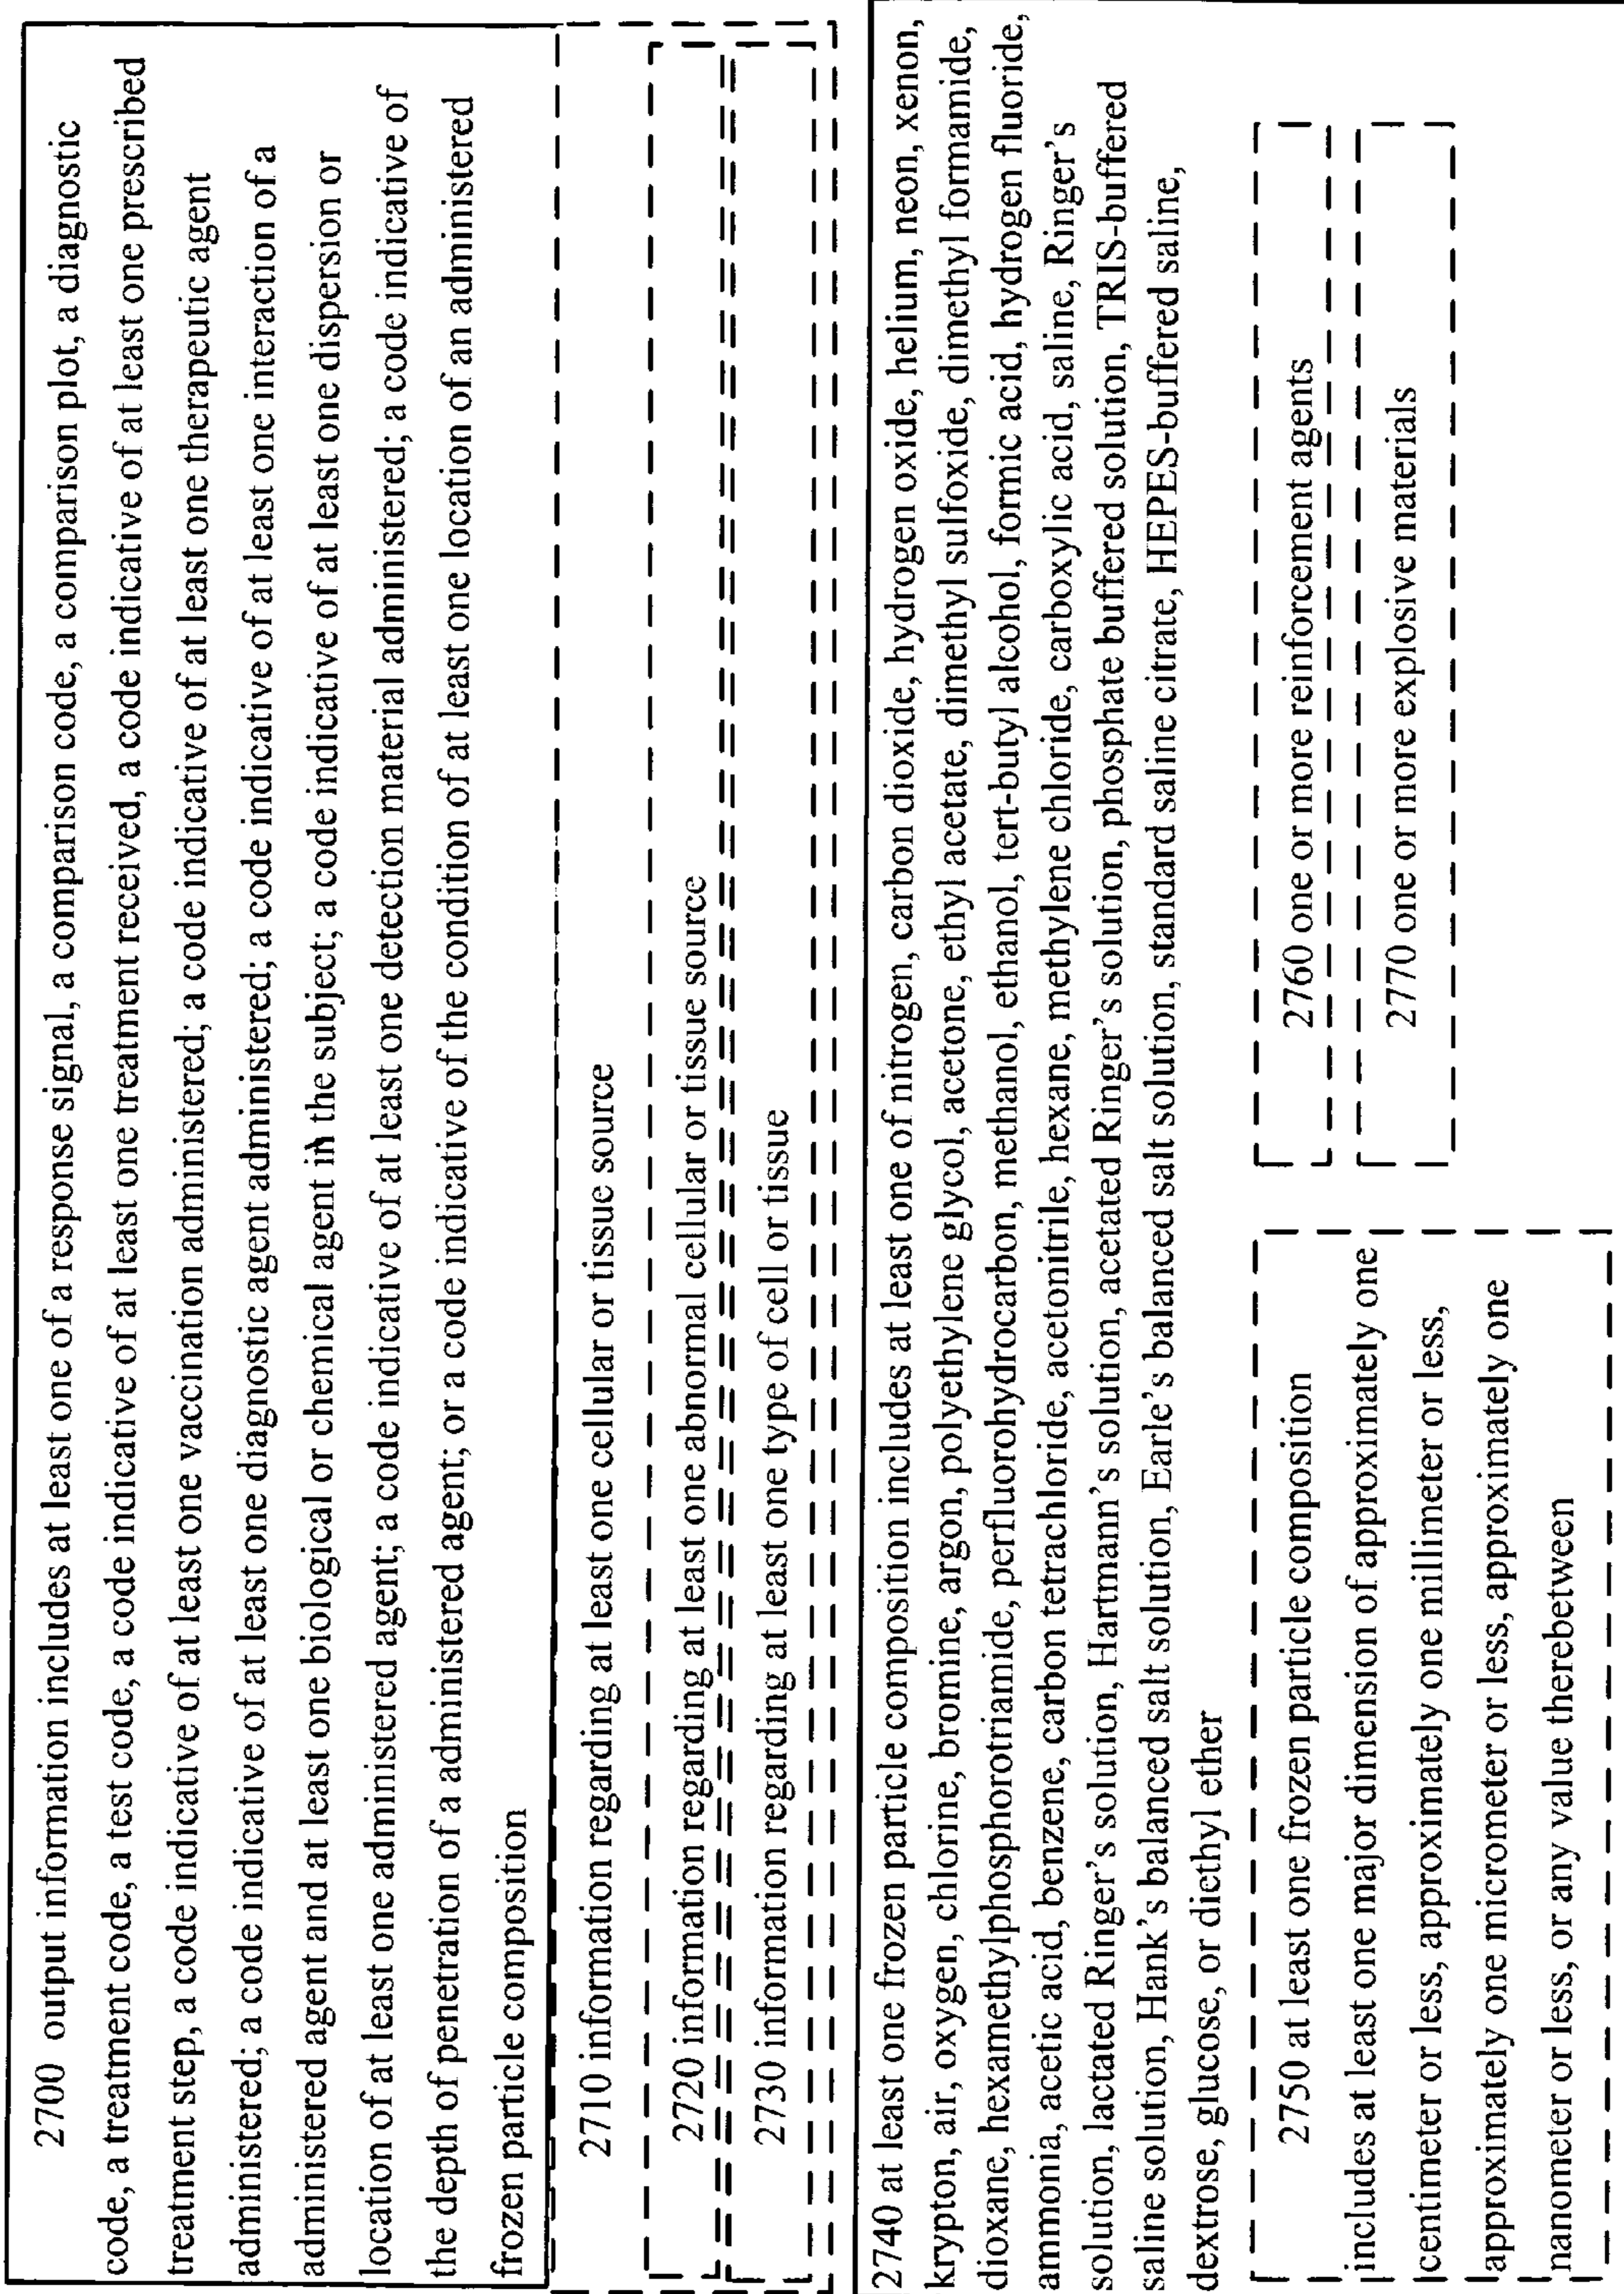 2700 output information includes at least one of a response signal, a comparison code, a comparison plot, a diagnostic
code, a treatment code, a test code, a code indicative of at least one treatment received, a code indicative of at least one prescribed
treatment step, a code indicative of at least one vaccination administered; a code indicative of at least one therapeutic agent
administered; a code indicative of at least one diagnostic agent administered; a code indicative of at least one interaction of a
administered agent and at least one biological or chemical agent in the subject; a code indicative of at least one dispersion or
location of at least one administered agent; a code indicative of at least one detection material administered; a code indicative of
the depth of penetration of a administered agent; or a code indicative of the condition of at least one location of an administered
frozen particle composition
2710 information regarding at least one cellular or tissue source
2720 information regarding at least one abnormal cellular or tissue source
2730 information regarding at least one type of cell or tissue
2740 at least one frozen particle composition includes at least one of nitrogen, carbon dioxide, hydrogen oxide, helium, neon, xenon,
krypton, air, oxygen, chlorine, bromine, argon, polyethylene glycol, acetone, ethyl acetate, dimethyl sulfoxide, dimethyl formamide,
dioxane, hexamethylphosphorotriamide, perfluorohydrocarbon, methanol, ethanol, tert-butyl alcohol, formic acid, hydrogen fluoride,
ammonia, acetic acid, benzene, carbon tetrachloride, acetonitrile, hexane, methylene chloride, carboxylic acid, saline, Ringer's
solution, lactated Ringer's solution, Hartmann's solution, acetated Ringer's solution, phosphate buffered solution, TRIS-buffered
saline solution, Hank's balanced salt solution, Earle's balanced salt solution, standard saline citrate, HEPES-buffered saline,
dextrose, glucose, or diethyl ether
2750 at least one frozen particle composition
includes at least one major dimension of approximately one
centimeter or less, approximately one millimeter or less,
approximately one micrometer or less, approximately one
nanometer or less, or any value therebetween
2760 one or more reinforcement agents
2770 one or more explosive materials